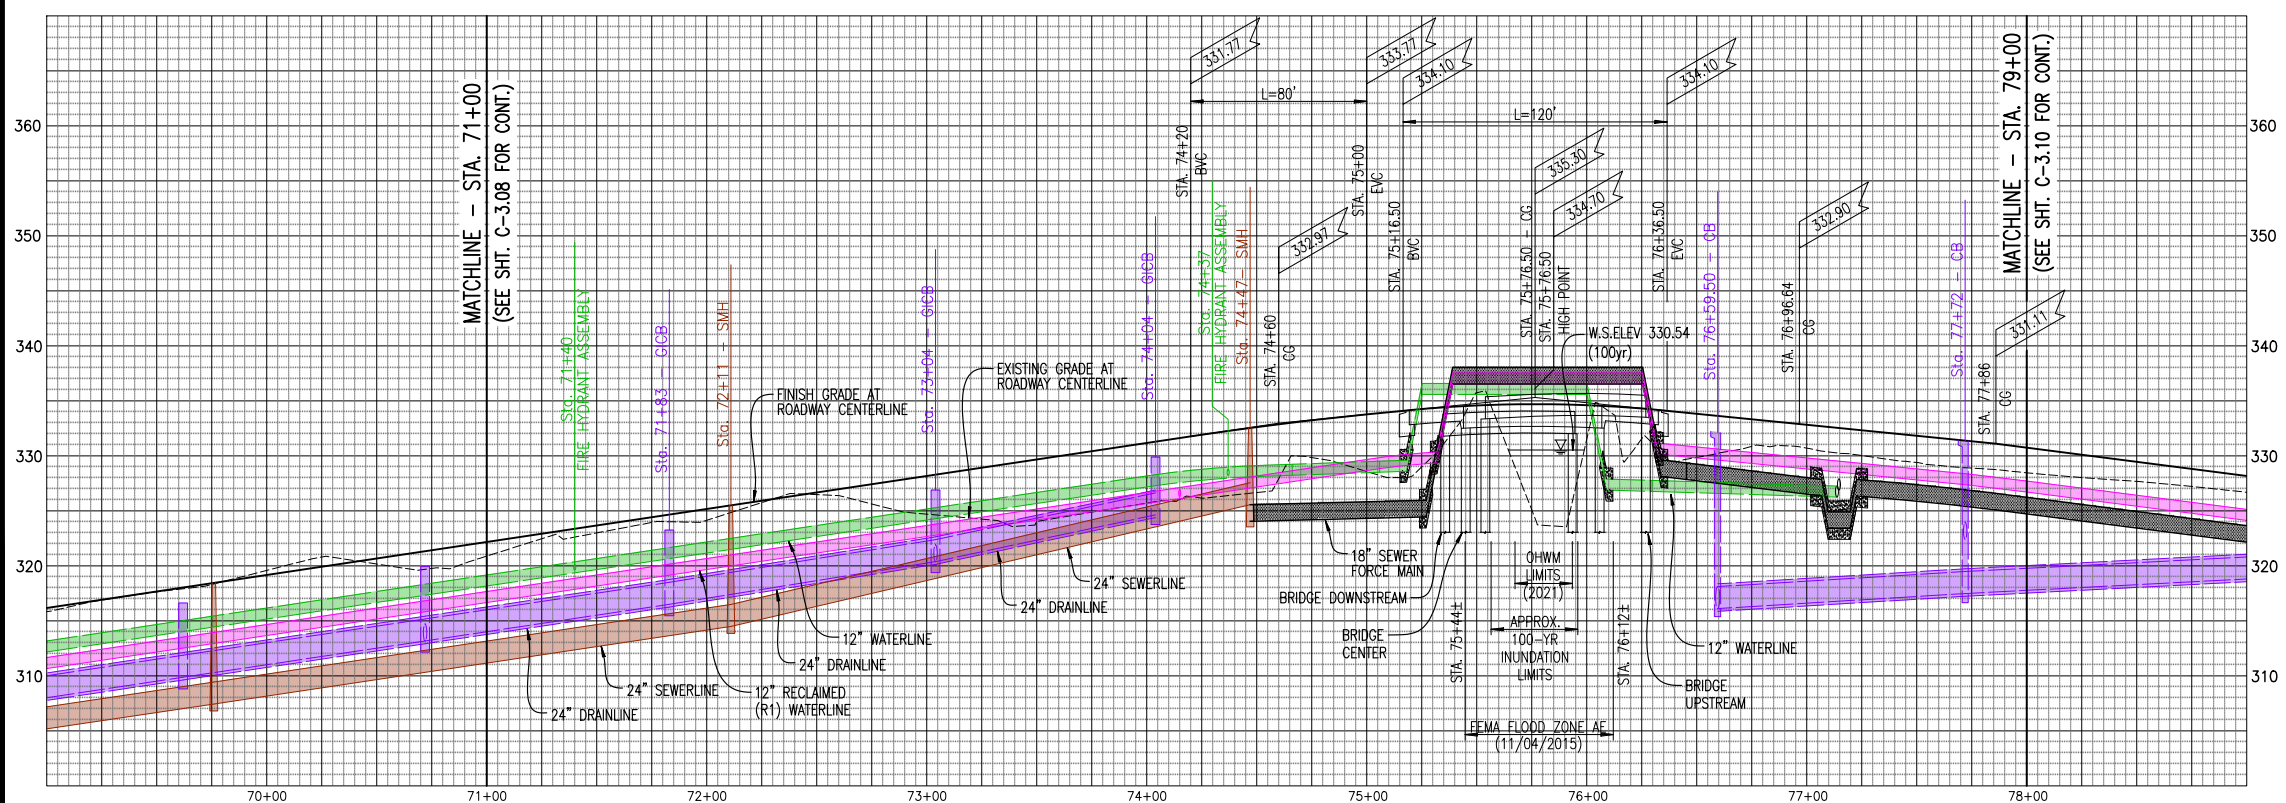 331.77
333.77
334.10
334.10
L=80'
L=120'
MATCHLINE - STA. 71+00
(SEE SHT. C-3.08 FOR CONT.)
MATCHLINE - STA. 79+00
(SEE SHT. C-3.10 FOR CONT.)
360
350
340
330
320
310
360
350
340
330
320
310
STA. 74+20
BVC
STA. 75+00
EVC
STA. 75+16.50
BVC
335.30
334.70
332.97
332.90
331.11
STA. 75+76.50 - CG
STA. 75+76.50
HIGH POINT
STA. 76+36.50
EVC
Sta. 76+59.50 - CB
STA. 76+96.64
CG
Sta. 77+72 - CB
STA. 77+86
CG
Sta. 71+40
FIRE HYDRANT ASSEMBLY
Sta. 71+83 - GICB
Sta. 72+11 - SMH
Sta. 73+04 - GICB
Sta. 74+04 - GICB
Sta. 74+37
FIRE HYDRANT ASSEMBLY
Sta. 74+47- SMH
STA. 74+60
CG
W.S.ELEV 330.54
(100yr)
FINISH GRADE AT
ROADWAY CENTERLINE
EXISTING GRADE AT
ROADWAY CENTERLINE
18" SEWER
FORCE MAIN
24" SEWERLINE
24" DRAINLINE
12" WATERLINE
24" DRAINLINE
12" RECLAIMED
(R1) WATERLINE
24" SEWERLINE
24" DRAINLINE
BRIDGE DOWNSTREAM
BRIDGE
CENTER
STA. 75+44±
OHWM
LIMITS
(2021)
APPROX.
100-YR
INUNDATION
LIMITS
STA. 76+12±
FEMA FLOOD ZONE AE
(11/04/2015)
12" WATERLINE
BRIDGE
UPSTREAM
70+00
71+00
72+00
73+00
74+00
75+00
76+00
77+00
78+00